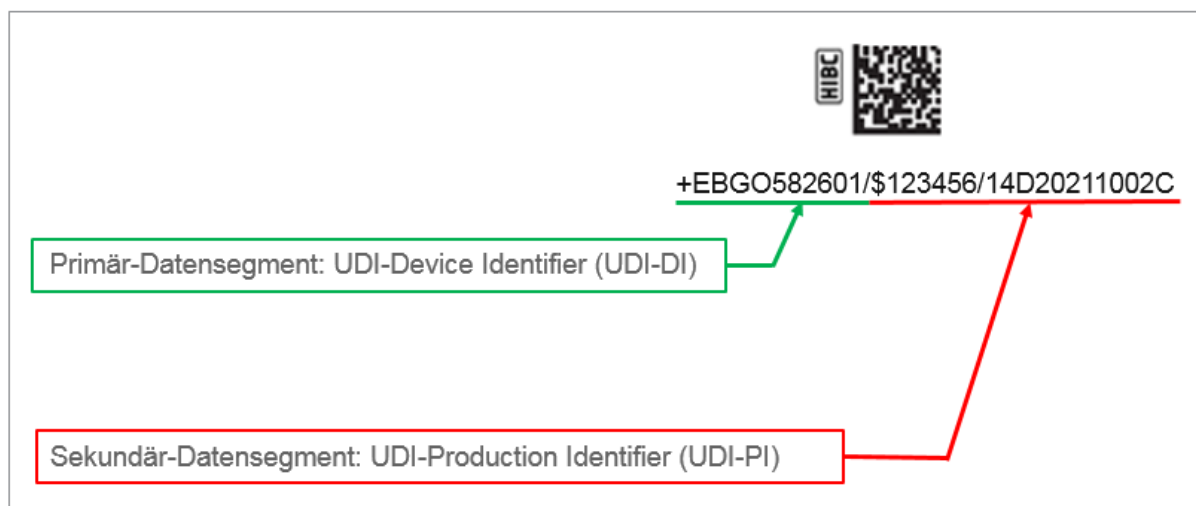 HIBC
+EBGO582601/$123456/14D20211002C
Primär-Datensegment: UDI-Device Identifier (UDI-DI)
Sekundär-Datensegment: UDI-Production Identifier (UDI-PI)